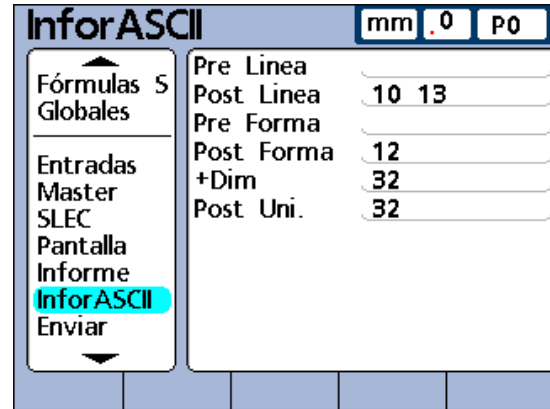 InforASCII
mm .0 P0
Fórmulas S
Globales
Entradas
Master
SLEC
Pantalla
Informe
InforASCII
Enviar
Pre Linea
Post Linea 10 13
Pre Forma
Post Forma 12
+Dim 32
Post Uni. 32